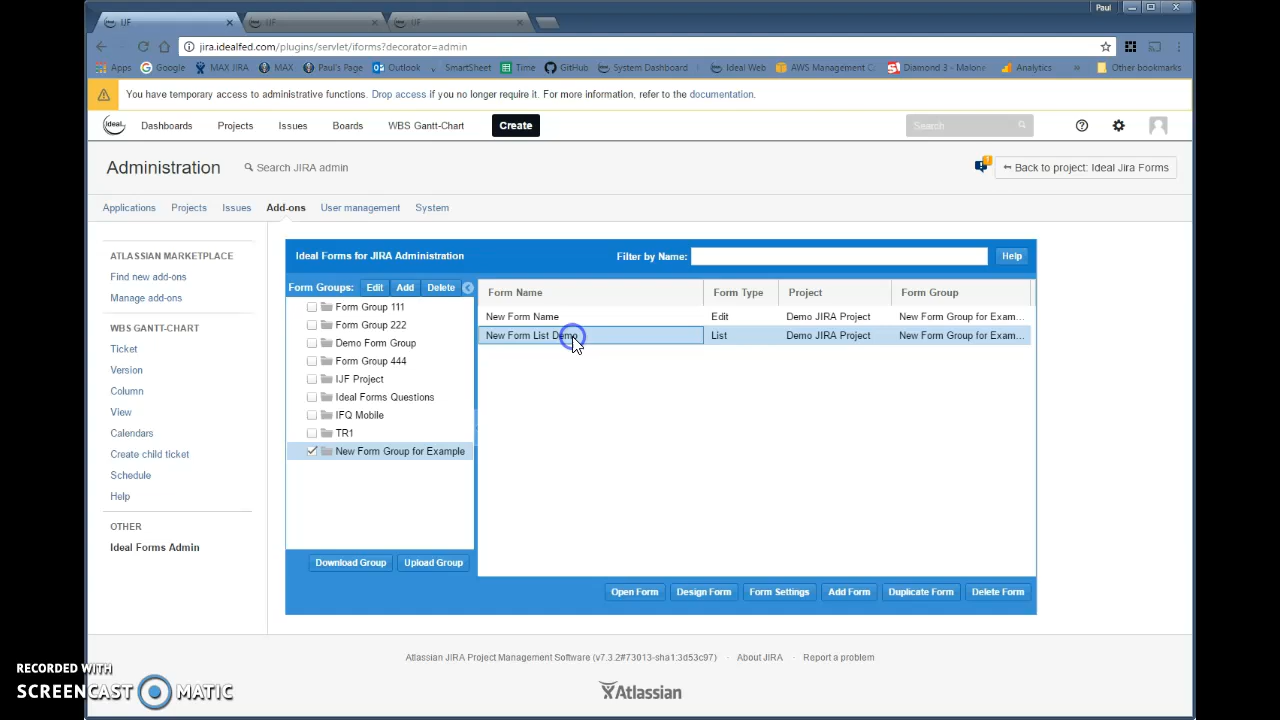 Paul
IJF
IJF
IJF
jira.idealfed.com/plugins/servlet/iforms?decorator=admin
Apps Google MAX JIRA MAX Paul's Page Outlook SmartSheet Time GitHub System Dashboard Ideal Web AWS Management C Diamond 3 - Malone Analytics » Other bookmarks
You have temporary access to administrative functions. Drop access if you no longer require it. For more information, refer to the documentation.
ideal Dashboards Projects Issues Boards WBS Gantt-Chart Create Search
Administration Search JIRA admin Back to project: Ideal Jira Forms
Applications Projects Issues Add-ons User management System
ATLASSIAN MARKETPLACE
Find new add-ons
Manage add-ons
WBS GANTT-CHART
Ticket
Version
Column
View
Calendars
Create child ticket
Schedule
Help
OTHER
Ideal Forms Admin
Ideal Forms for JIRA Administration Filter by Name: Help
Form Groups: Edit Add Delete
Form Group 111
Form Group 222
Demo Form Group
Form Group 444
IJF Project
Ideal Forms Questions
IFQ Mobile
TR1
New Form Group for Example
Download Group Upload Group
Form Name Form Type Project Form Group
New Form Name Edit Demo JIRA Project New Form Group for Exam...
New Form List Demo List Demo JIRA Project New Form Group for Exam...
Open Form Design Form Form Settings Add Form Duplicate Form Delete Form
Atlassian JIRA Project Management Software (v7.3.2#73013-sha1:3d53c97) · About JIRA · Report a problem
Atlassian
RECORDED WITH
SCREENCAST MATIC